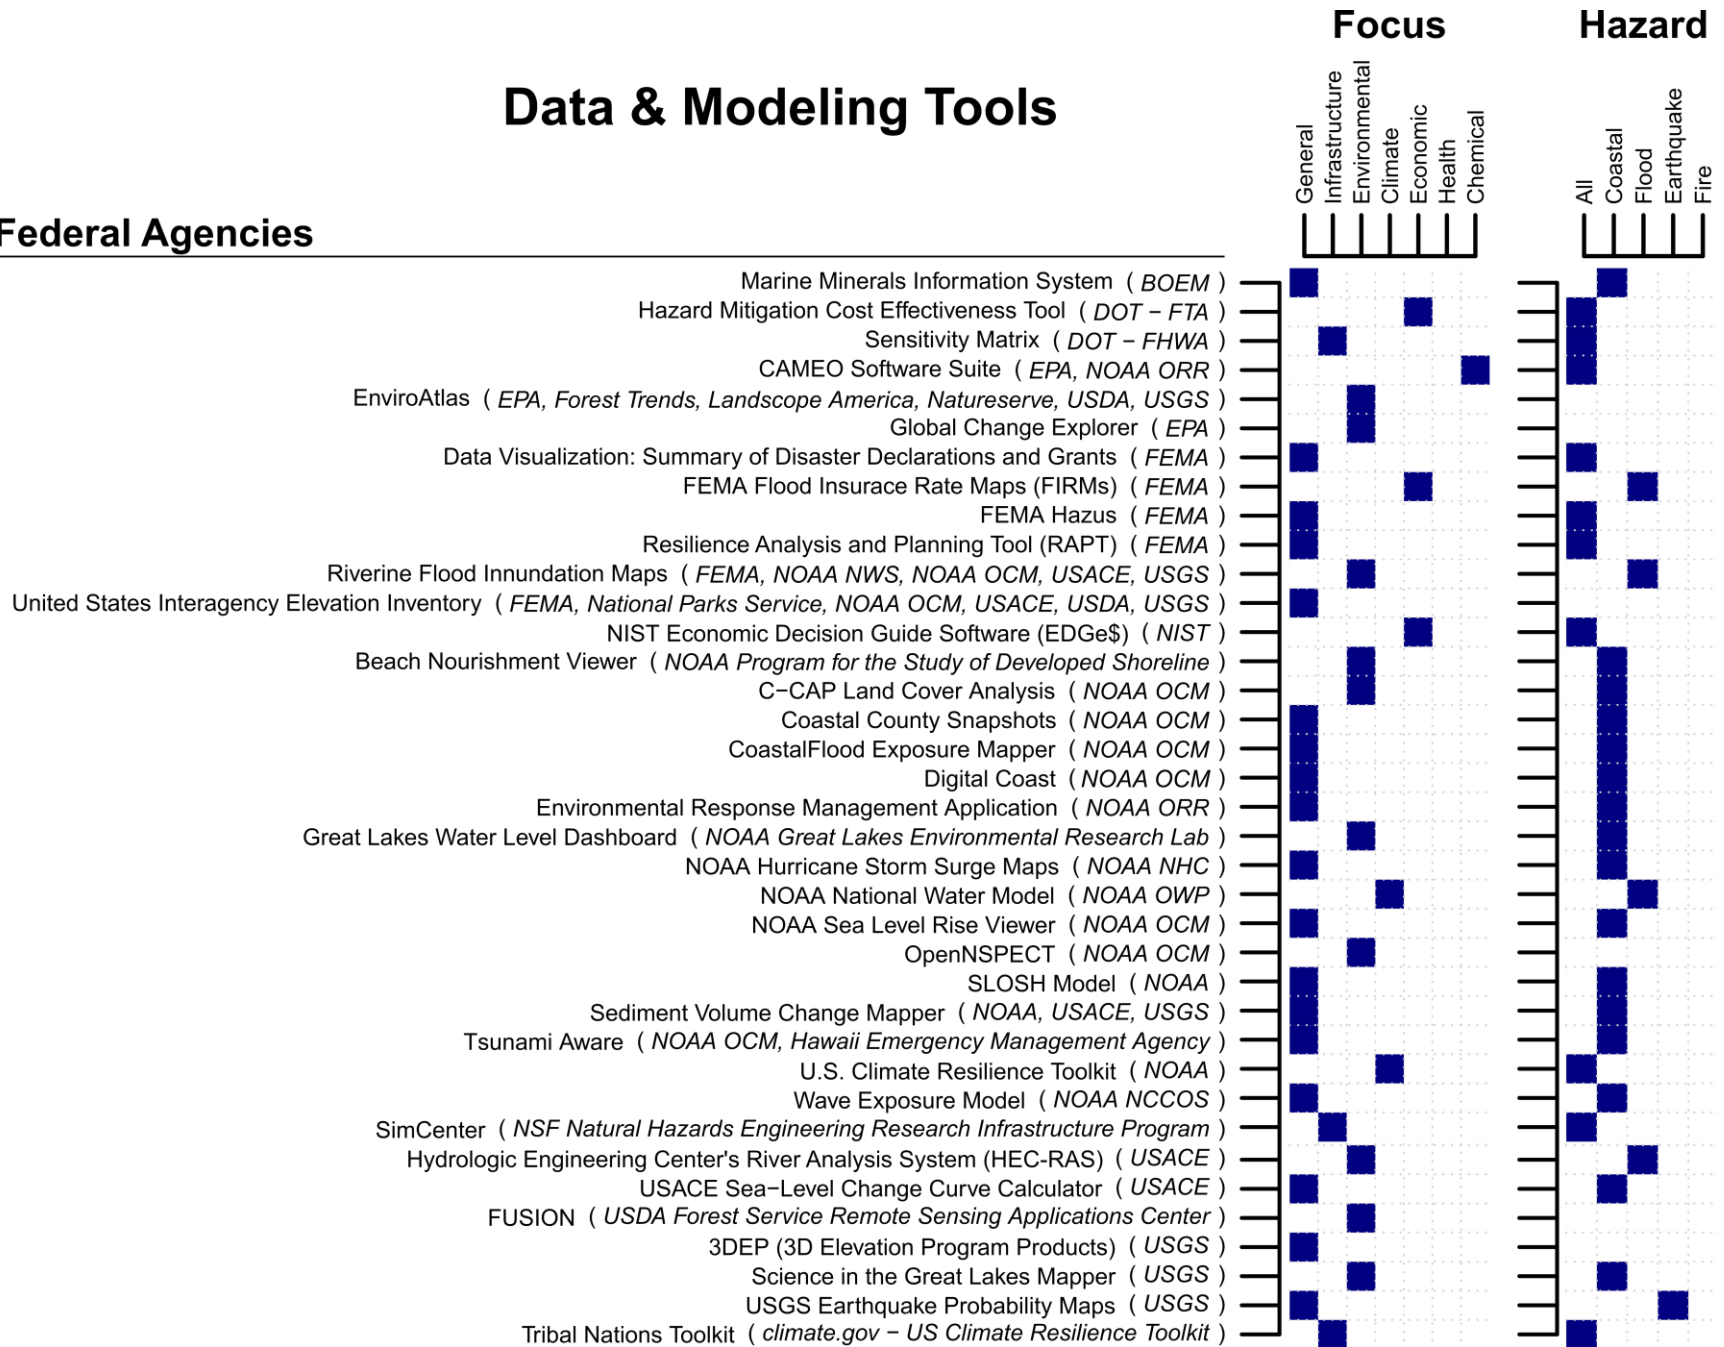 Focus
Hazard
Data & Modeling Tools
General
Infrastructure
Environmental
Climate
Economic
Health
Chemical
All
Coastal
Flood
Earthquake
Fire
Federal Agencies
Marine Minerals Information System ( BOEM )
Hazard Mitigation Cost Effectiveness Tool ( DOT − FTA )
Sensitivity Matrix ( DOT − FHWA )
CAMEO Software Suite ( EPA, NOAA ORR )
EnviroAtlas ( EPA, Forest Trends, Landscape America, Natureserve, USDA, USGS )
Global Change Explorer ( EPA )
Data Visualization: Summary of Disaster Declarations and Grants ( FEMA )
FEMA Flood Insurace Rate Maps (FIRMs) ( FEMA )
FEMA Hazus ( FEMA )
Resilience Analysis and Planning Tool (RAPT) ( FEMA )
Riverine Flood Innundation Maps ( FEMA, NOAA NWS, NOAA OCM, USACE, USGS )
United States Interagency Elevation Inventory ( FEMA, National Parks Service, NOAA OCM, USACE, USDA, USGS )
NIST Economic Decision Guide Software (EDGe$) ( NIST )
Beach Nourishment Viewer ( NOAA Program for the Study of Developed Shoreline )
C−CAP Land Cover Analysis ( NOAA OCM )
Coastal County Snapshots ( NOAA OCM )
CoastalFlood Exposure Mapper ( NOAA OCM )
Digital Coast ( NOAA OCM )
Environmental Response Management Application ( NOAA ORR )
Great Lakes Water Level Dashboard ( NOAA Great Lakes Environmental Research Lab )
NOAA Hurricane Storm Surge Maps ( NOAA NHC )
NOAA National Water Model ( NOAA OWP )
NOAA Sea Level Rise Viewer ( NOAA OCM )
OpenNSPECT ( NOAA OCM )
SLOSH Model ( NOAA )
Sediment Volume Change Mapper ( NOAA, USACE, USGS )
Tsunami Aware ( NOAA OCM, Hawaii Emergency Management Agency )
U.S. Climate Resilience Toolkit ( NOAA )
Wave Exposure Model ( NOAA NCCOS )
SimCenter ( NSF Natural Hazards Engineering Research Infrastructure Program )
Hydrologic Engineering Center's River Analysis System (HEC-RAS) ( USACE )
USACE Sea−Level Change Curve Calculator ( USACE )
FUSION ( USDA Forest Service Remote Sensing Applications Center )
3DEP (3D Elevation Program Products) ( USGS )
Science in the Great Lakes Mapper ( USGS )
USGS Earthquake Probability Maps ( USGS )
Tribal Nations Toolkit ( climate.gov − US Climate Resilience Toolkit )